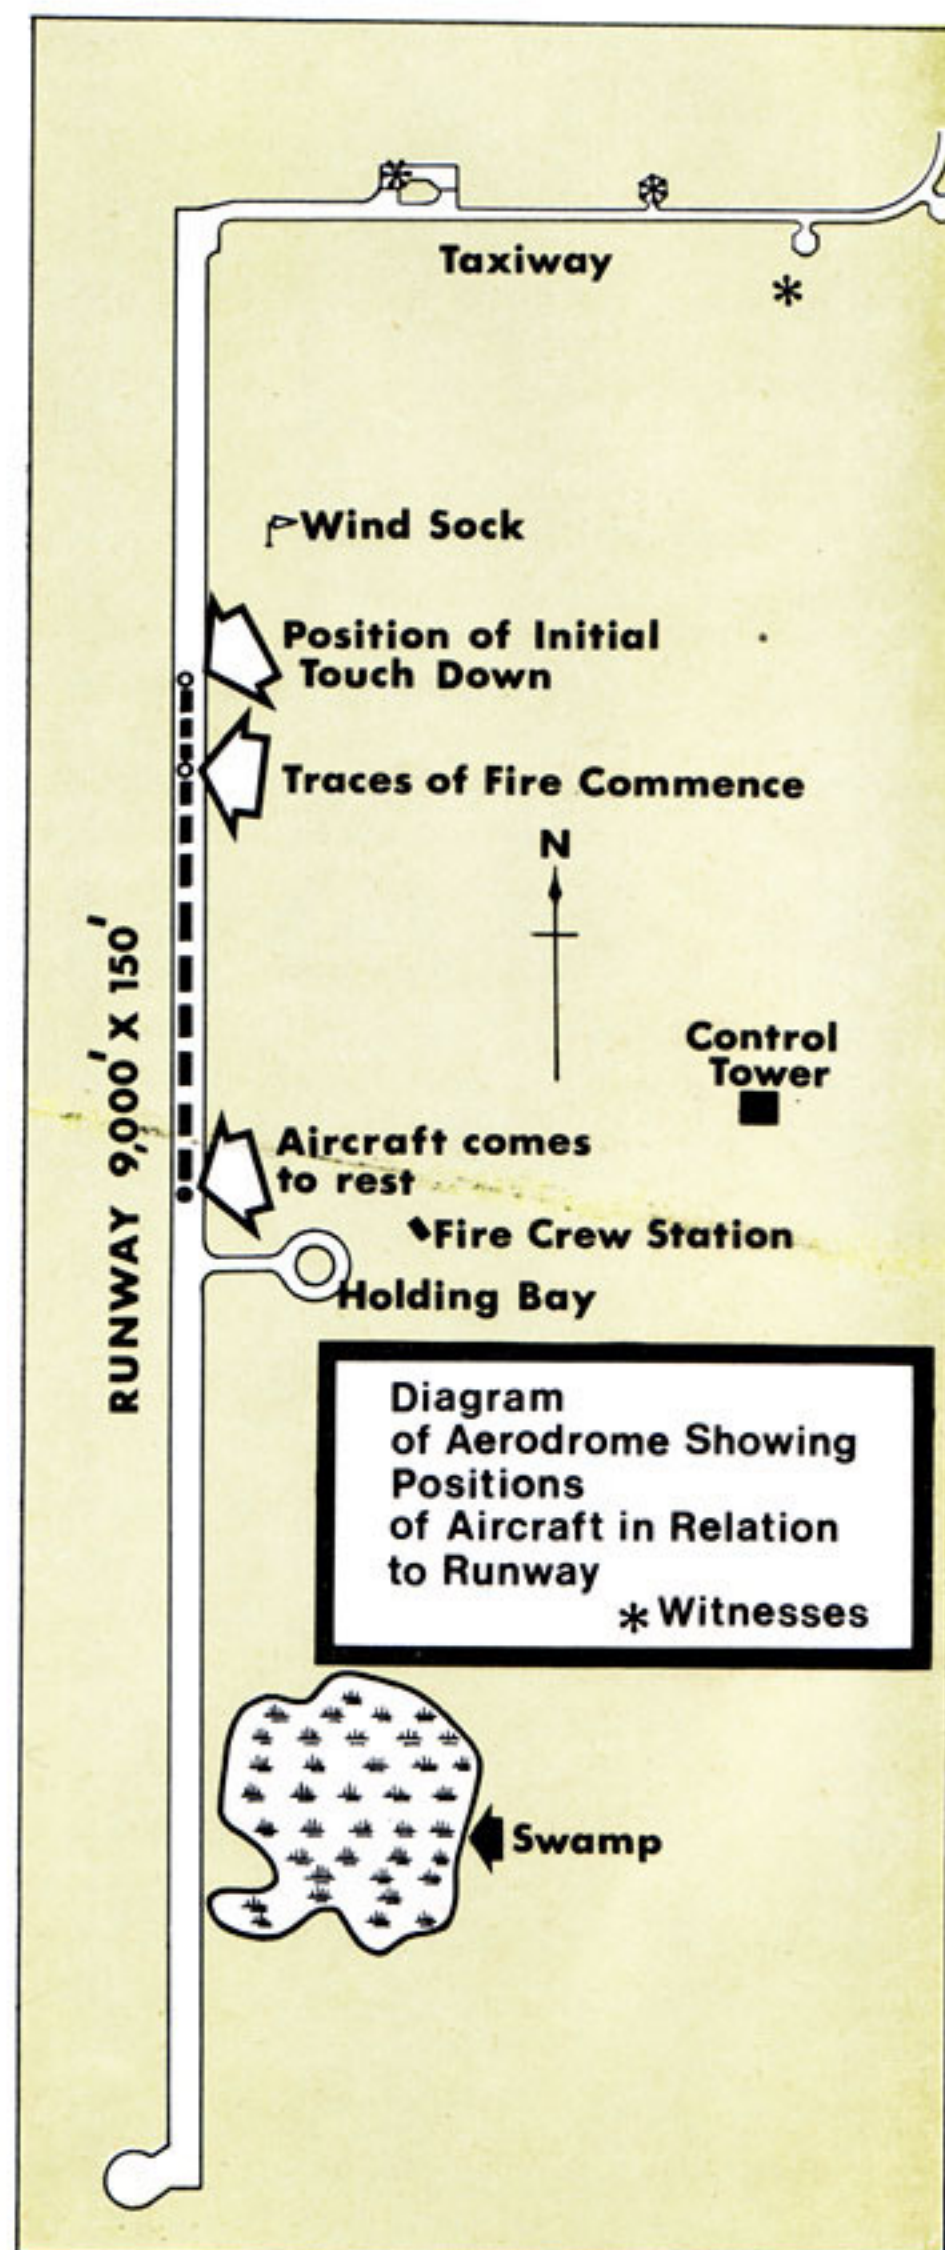 Taxiway
*
Wind Sock
Position of Initial
Touch Down
Traces of Fire Commence
N
RUNWAY 9,000' X 150'
Control
Tower
Aircraft comes
to rest
Fire Crew Station
Holding Bay
Diagram
of Aerodrome Showing
Positions
of Aircraft in Relation
to Runway
* Witnesses
Swamp